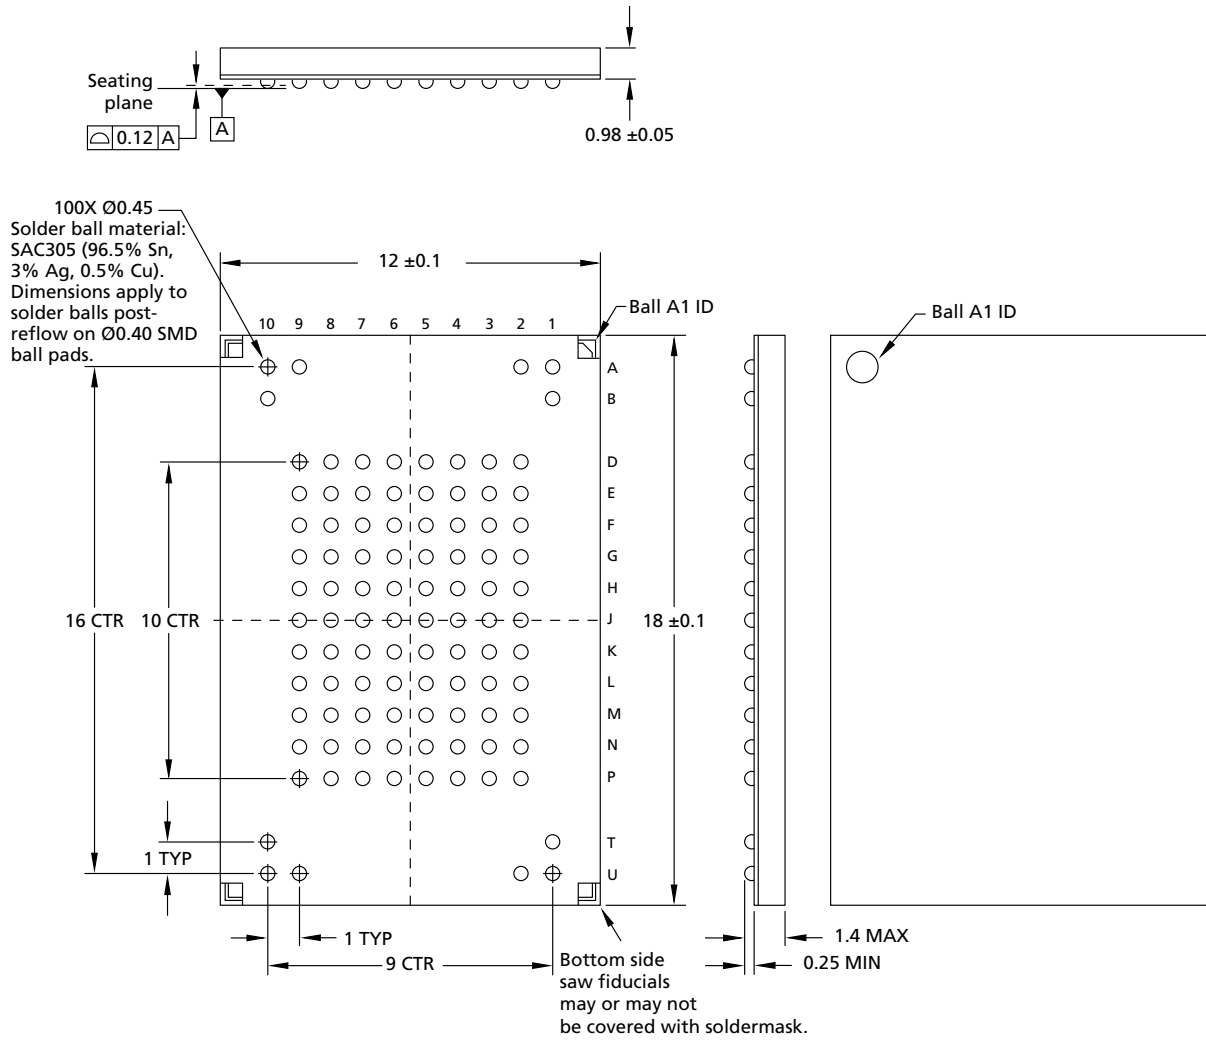 Seating
plane
0.12 A
A
0.98 ±0.05
100X Ø0.45
Solder ball material:
SAC305 (96.5% Sn,
3% Ag, 0.5% Cu).
Dimensions apply to
solder balls post-
reflow on Ø0.40 SMD
ball pads.
12 ±0.1
Ball A1 ID
Ball A1 ID
10 9 8 7 6 5 4 3 2 1
A
B
D
E
F
G
H
J
K
L
M
N
P
T
U
16 CTR
10 CTR
18 ±0.1
1 TYP
1 TYP
9 CTR
Bottom side
saw fiducials
may or may not
be covered with soldermask.
1.4 MAX
0.25 MIN